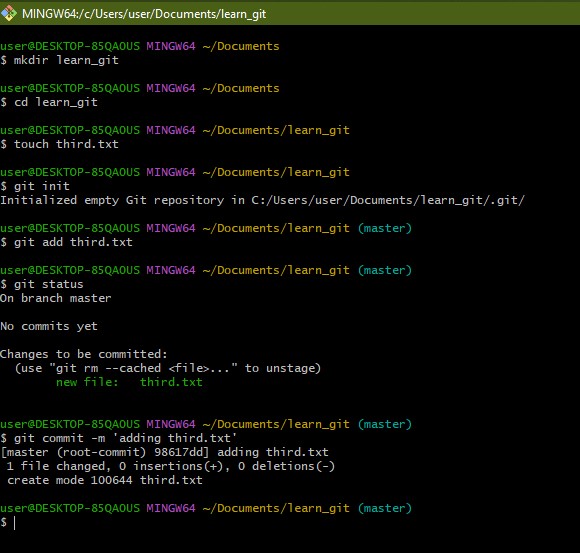 MINGW64:/c/Users/user/Documents/learn_git
user@DESKTOP-85QAOUS MINGW64 ~/Documents
$ mkdir learn_git
user@DESKTOP-85QAOUS MINGW64 ~/Documents
$ cd learn_git
user@DESKTOP-85QAOUS MINGW64 ~/Documents/learn_git
$ touch third.txt
user@DESKTOP-85QAOUS MINGW64 ~/Documents/learn_git
$ git init
Initialized empty Git repository in C:/Users/user/Documents/learn_git/.git/
user@DESKTOP-85QAOUS MINGW64 ~/Documents/learn_git (master)
$ git add third.txt
user@DESKTOP-85QAOUS MINGW64 ~/Documents/learn_git (master)
$ git status
On branch master
No commits yet
Changes to be committed:
  (use "git rm --cached <file>..." to unstage)
        new file:   third.txt
user@DESKTOP-85QAOUS MINGW64 ~/Documents/learn_git (master)
$ git commit -m 'adding third.txt'
[master (root-commit) 98617dd] adding third.txt
 1 file changed, 0 insertions(+), 0 deletions(-)
 create mode 100644 third.txt
user@DESKTOP-85QAOUS MINGW64 ~/Documents/learn_git (master)
$